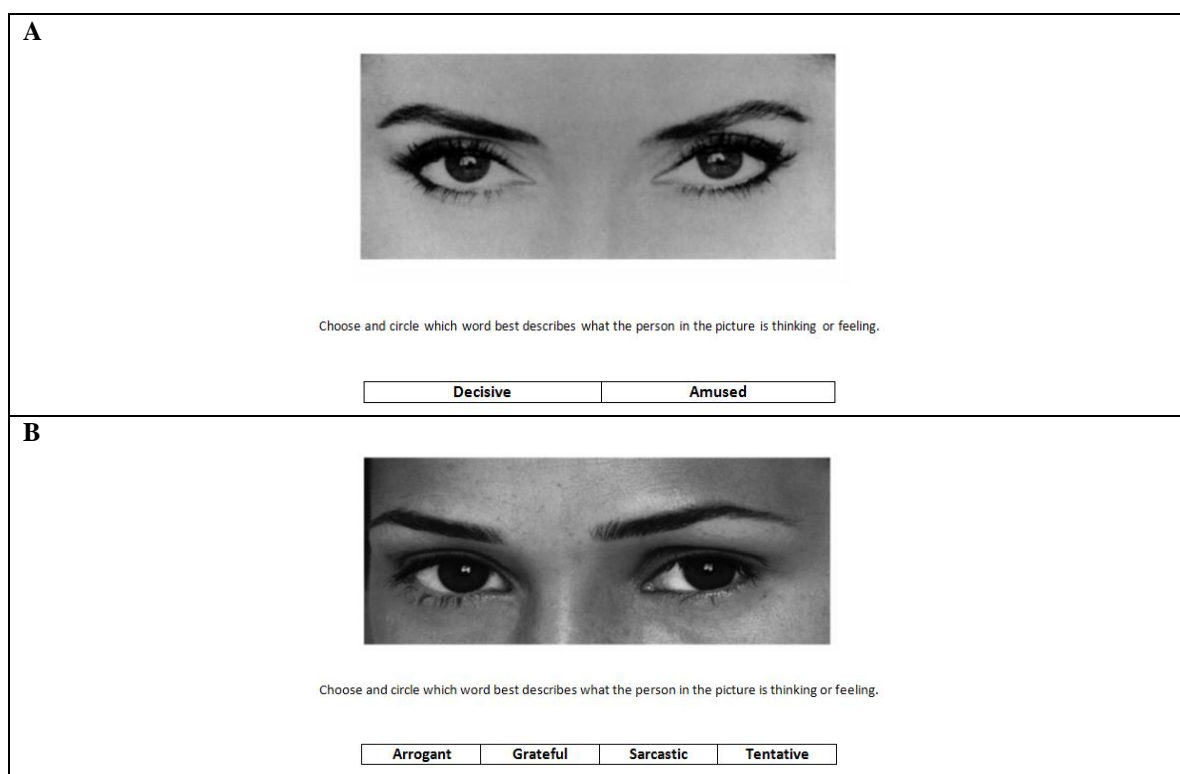 A
Choose and circle which word best describes what the person in the picture is thinking or feeling.
Decisive Amused
B
Choose and circle which word best describes what the person in the picture is thinking or feeling.
Arrogant Grateful Sarcastic Tentative